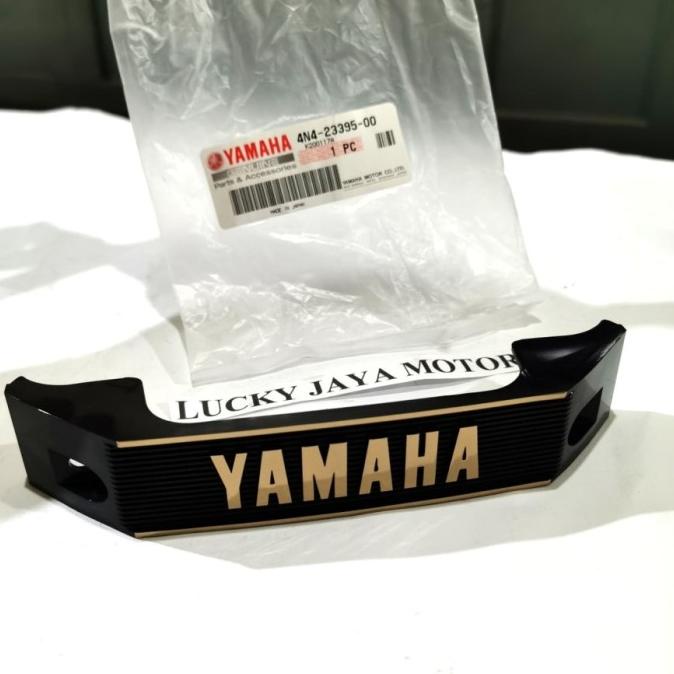 YAMAHA
4N4-23395-00
GENUINE
Parts & Accessories
1 PC
YAMAHA MOTOR CO.,LTD.
MADE IN JAPAN
LUCKY JAYA MOTOR
YAMAHA